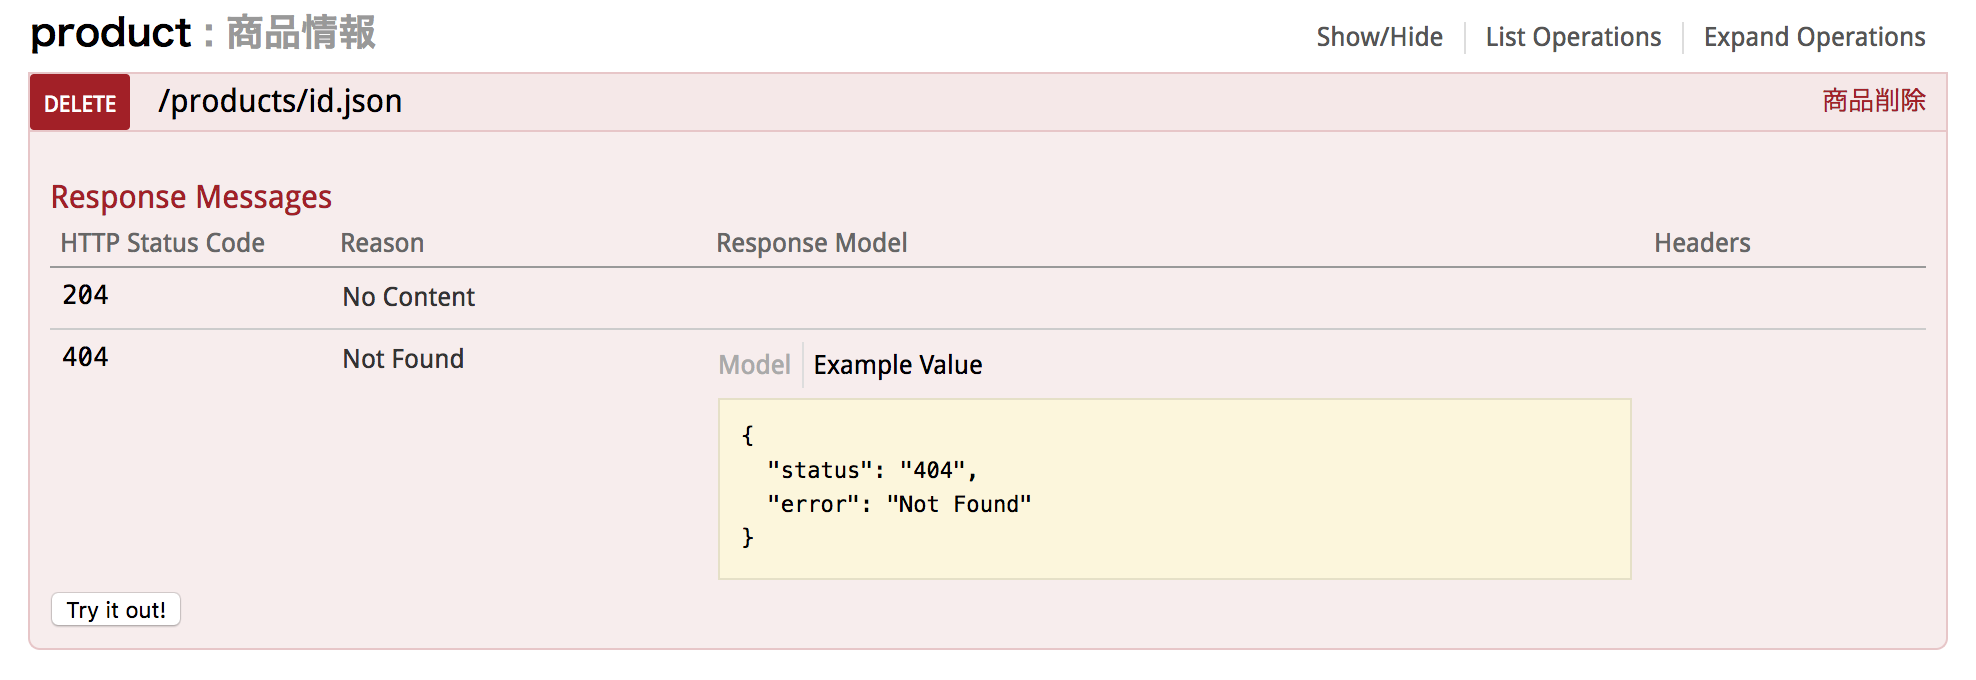 product : 商品情報
Show/Hide List Operations Expand Operations
DELETE /products/id.json 商品削除
Response Messages
HTTP Status Code Reason Response Model Headers
204 No Content
404 Not Found Model Example Value
{
"status": "404",
"error": "Not Found"
}
Try it out!